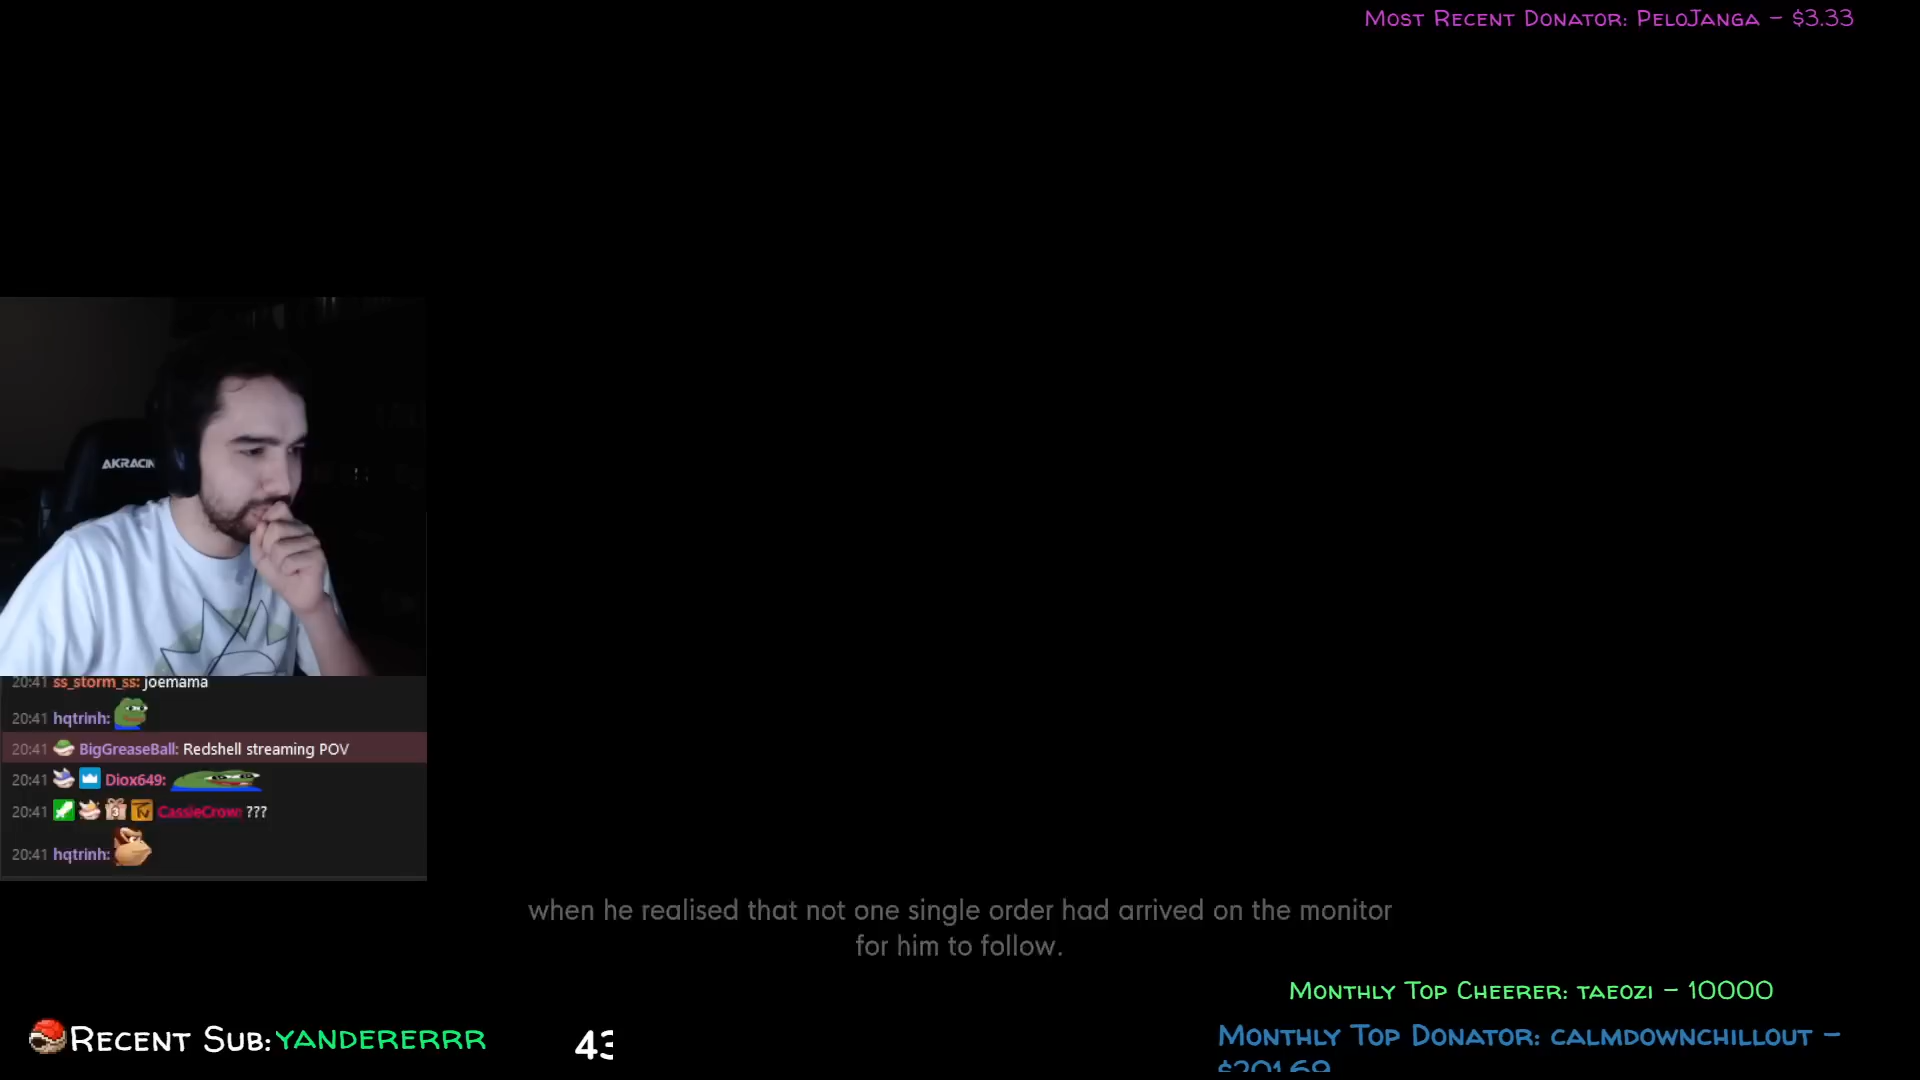 Most Recent Donator: PeloJanga - $3.33
AKRACIN
20:41 ss_storm_ss: joemama
20:41 hqtrinh:
20:41 BigGreaseBall: Redshell streaming POV
20:41 Diox649:
20:41 CassieCrow: ???
20:41 hqtrinh:
when he realised that not one single order had arrived on the monitor
for him to follow.
Monthly Top Cheerer: taeozi - 10000
Recent Sub: yandererrr
43
Monthly Top Donator: calmdownchillout -
$201.69